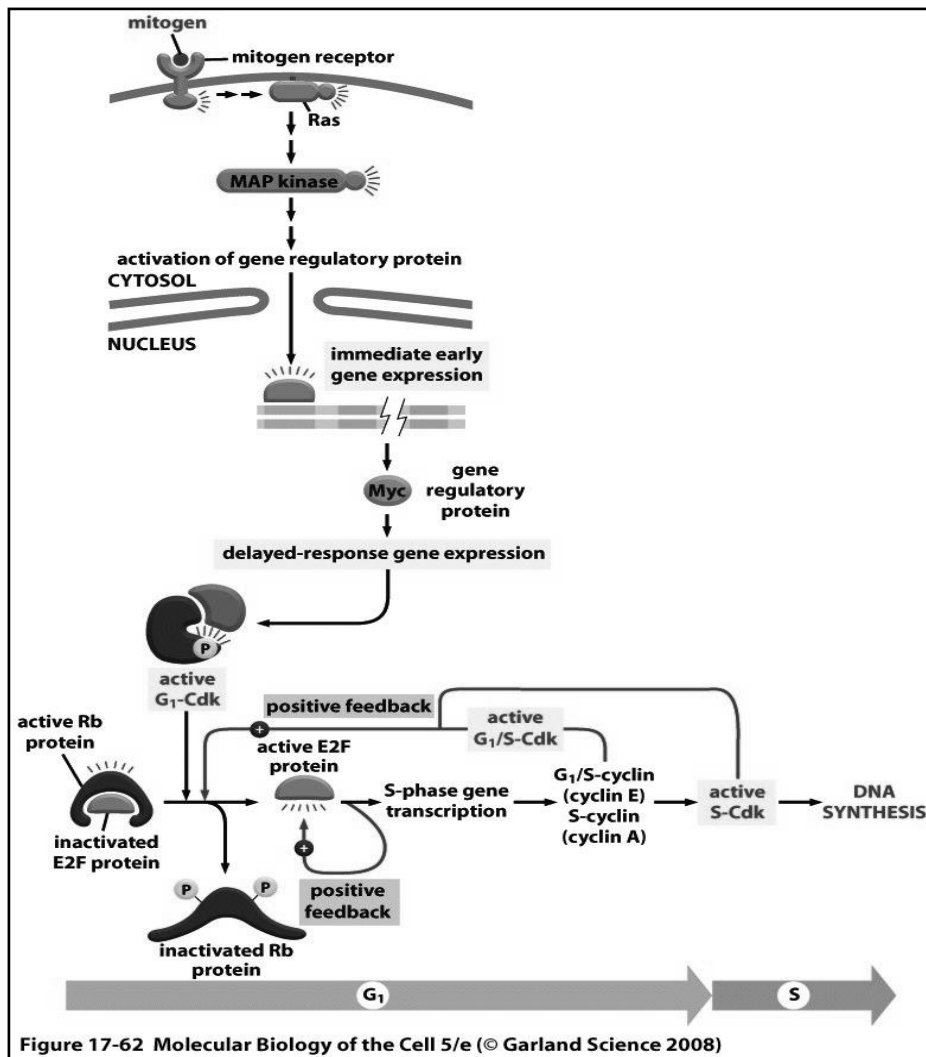 mitogen
mitogen receptor
Ras
MAP kinase
activation of gene regulatory protein
CYTOSOL
NUCLEUS
immediate early
gene expression
Myc
gene
regulatory
protein
delayed-response gene expression
P
active
G₁-Cdk
positive feedback
+
active
G₁/S-Cdk
active Rb
protein
active E2F
protein
inactivated
E2F protein
S-phase gene
transcription
G₁/S-cyclin
(cyclin E)
S-cyclin
(cyclin A)
active
S-Cdk
DNA
SYNTHESIS
+
positive
feedback
P
P
inactivated Rb
protein
G₁
S
Figure 17-62 Molecular Biology of the Cell 5/e (© Garland Science 2008)